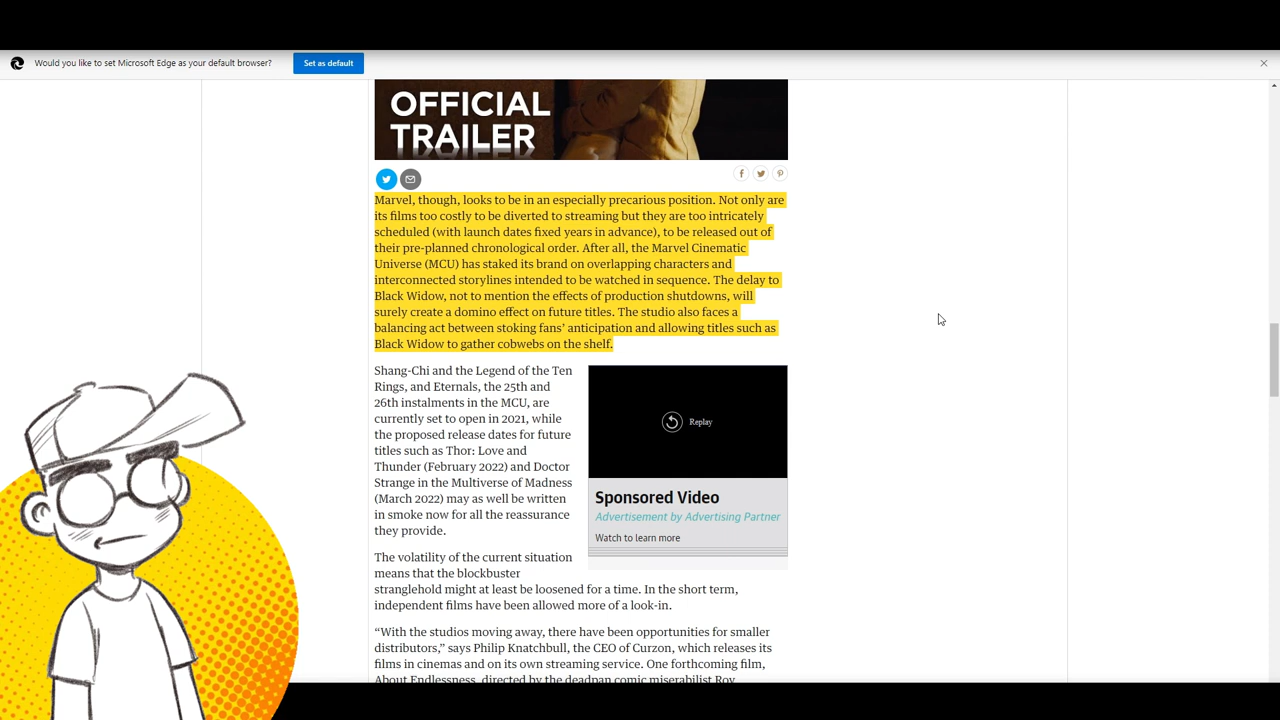 Would you like to set Microsoft Edge as your default browser?
Set as default
OFFICIAL
TRAILER
Marvel, though, looks to be in an especially precarious position. Not only are
its films too costly to be diverted to streaming but they are too intricately
scheduled (with launch dates fixed years in advance), to be released out of
their pre-planned chronological order. After all, the Marvel Cinematic
Universe (MCU) has staked its brand on overlapping characters and
interconnected storylines intended to be watched in sequence. The delay to
Black Widow, not to mention the effects of production shutdowns, will
surely create a domino effect on future titles. The studio also faces a
balancing act between stoking fans’ anticipation and allowing titles such as
Black Widow to gather cobwebs on the shelf.
Shang-Chi and the Legend of the Ten
Rings, and Eternals, the 25th and
26th instalments in the MCU, are
currently set to open in 2021, while
the proposed release dates for future
titles such as Thor: Love and
Thunder (February 2022) and Doctor
Strange in the Multiverse of Madness
(March 2022) may as well be written
in smoke now for all the reassurance
they provide.
Replay
Sponsored Video
Advertisement by Advertising Partner
Watch to learn more
The volatility of the current situation
means that the blockbuster
stranglehold might at least be loosened for a time. In the short term,
independent films have been allowed more of a look-in.
“With the studios moving away, there have been opportunities for smaller
distributors,” says Philip Knatchbull, the CEO of Curzon, which releases its
films in cinemas and on its own streaming service. One forthcoming film,
About Endlessness, directed by the deadpan comic miserabilist Roy